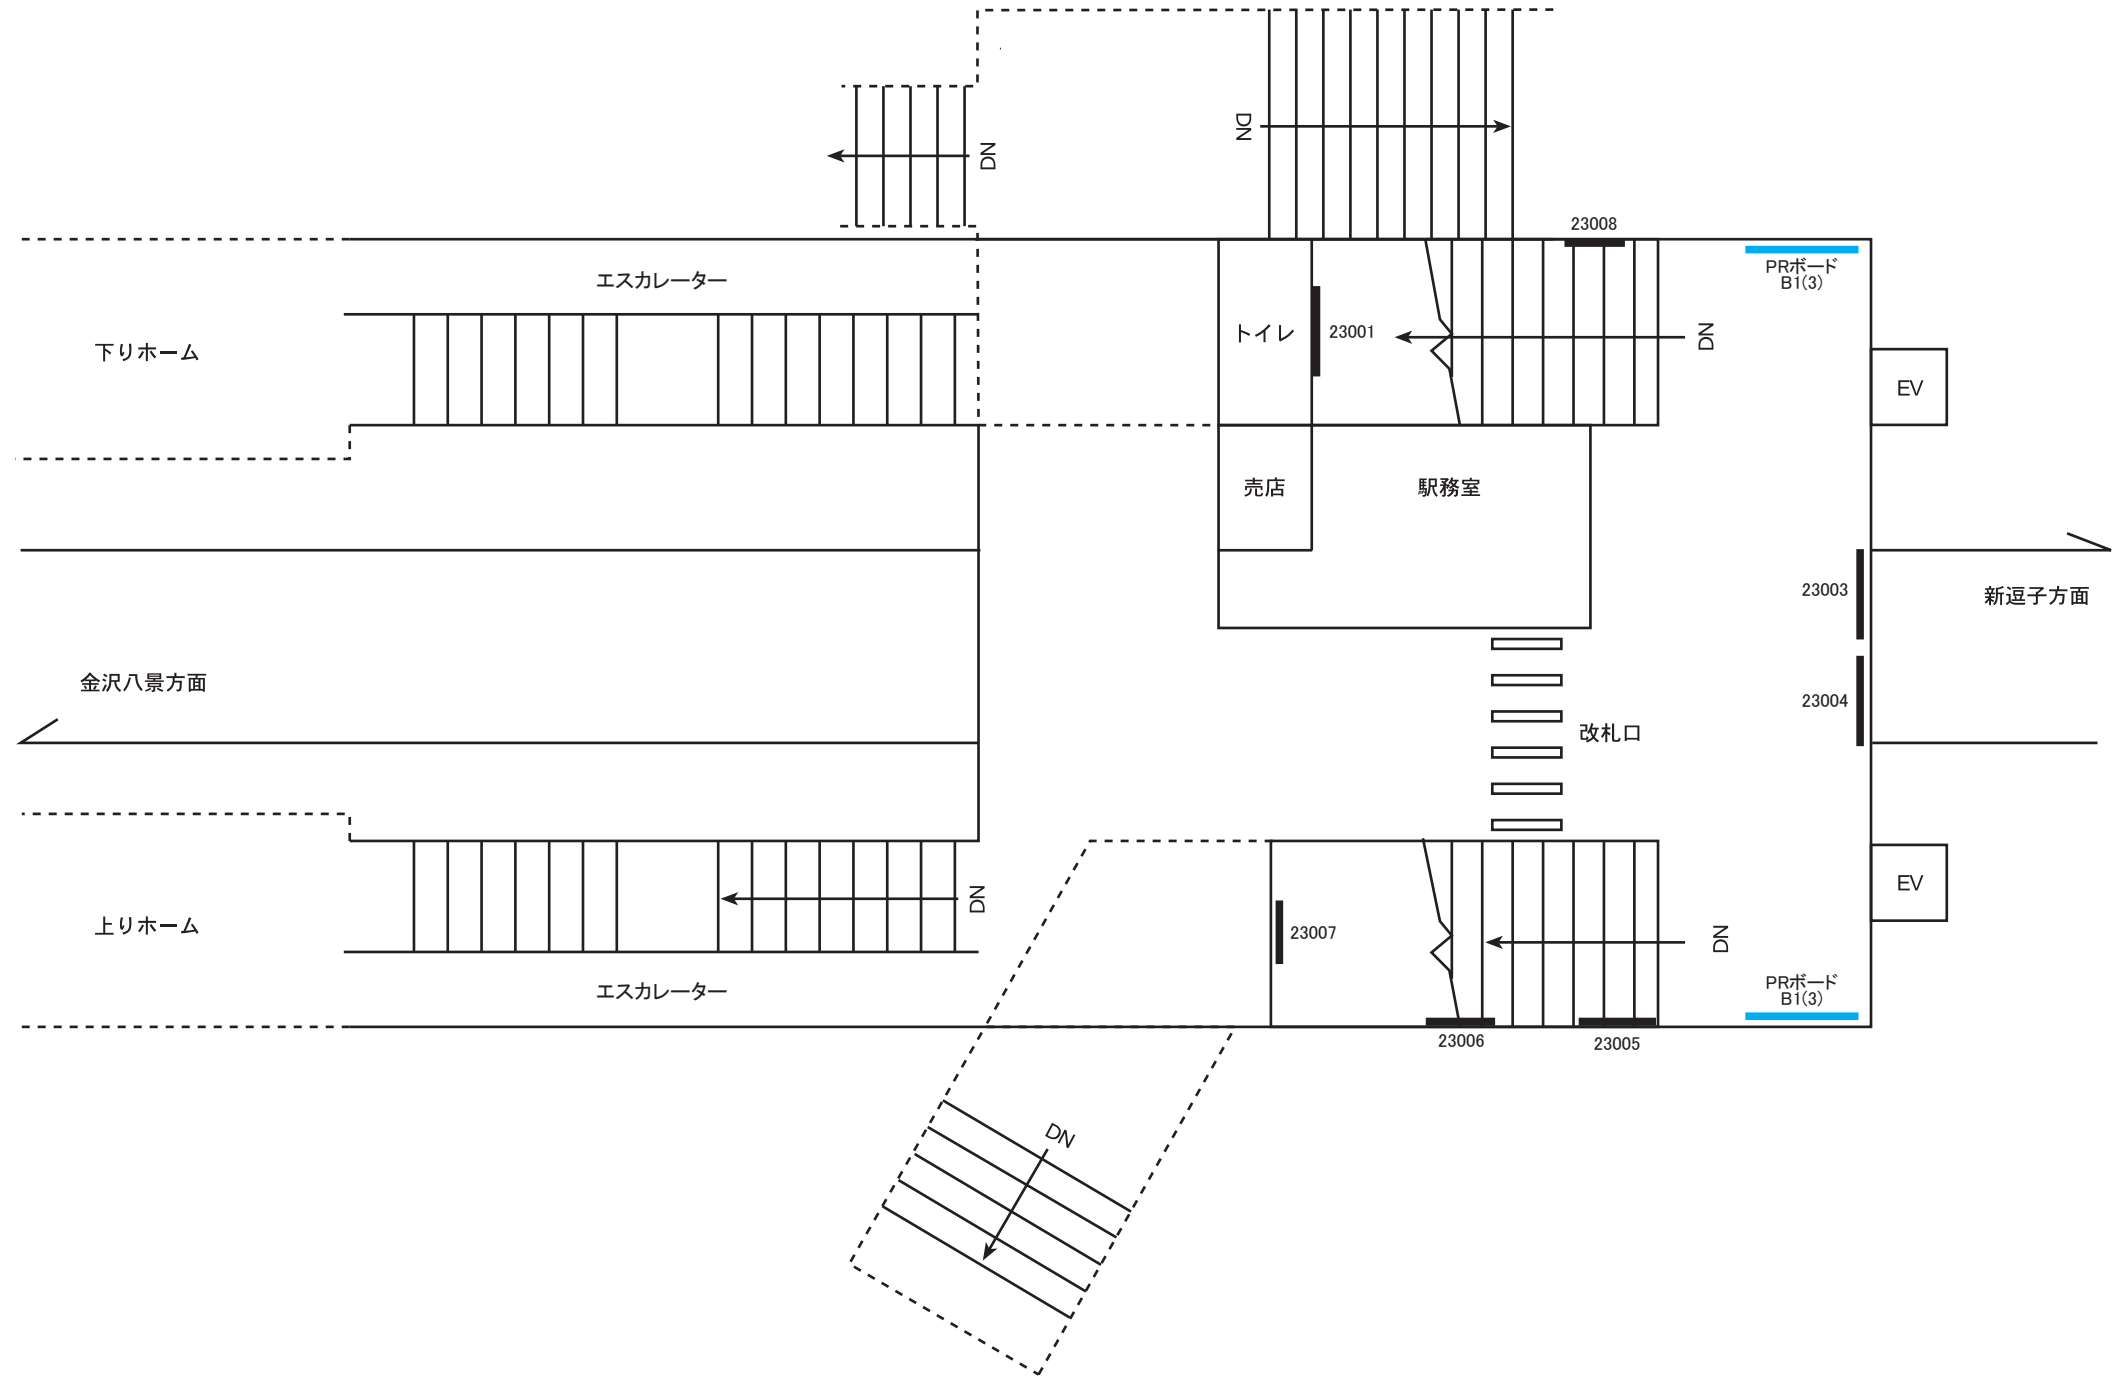 DN
DN
23008
エスカレーター
PRボード
B1(3)
下りホーム
トイレ
23001
DN
EV
売店
駅務室
23003
新逗子方面
金沢八景方面
23004
改札口
上りホーム
DN
EV
23007
DN
エスカレーター
PRボード
B1(3)
23006
23005
DN